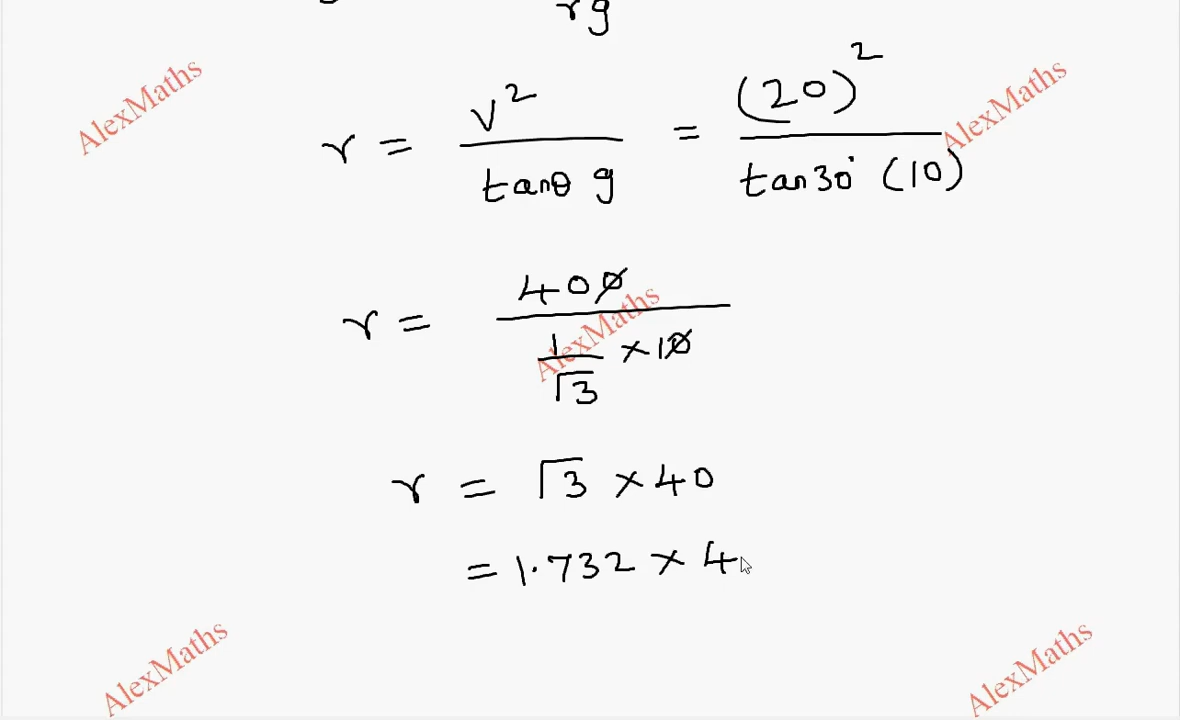 rg
AlexMaths
AlexMaths
r = v² / tanθ g = (20)² / tan30° (10)
r = 400 / (1/√3 × 10)
AlexMaths
r = √3 × 40
= 1.732 × 4
AlexMaths
AlexMaths